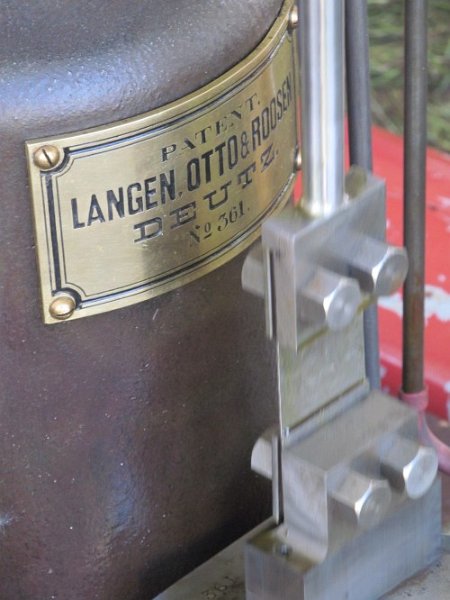 PATENT.
LANGEN, OTTO & ROOSEN
DEUTZ.
No 361.